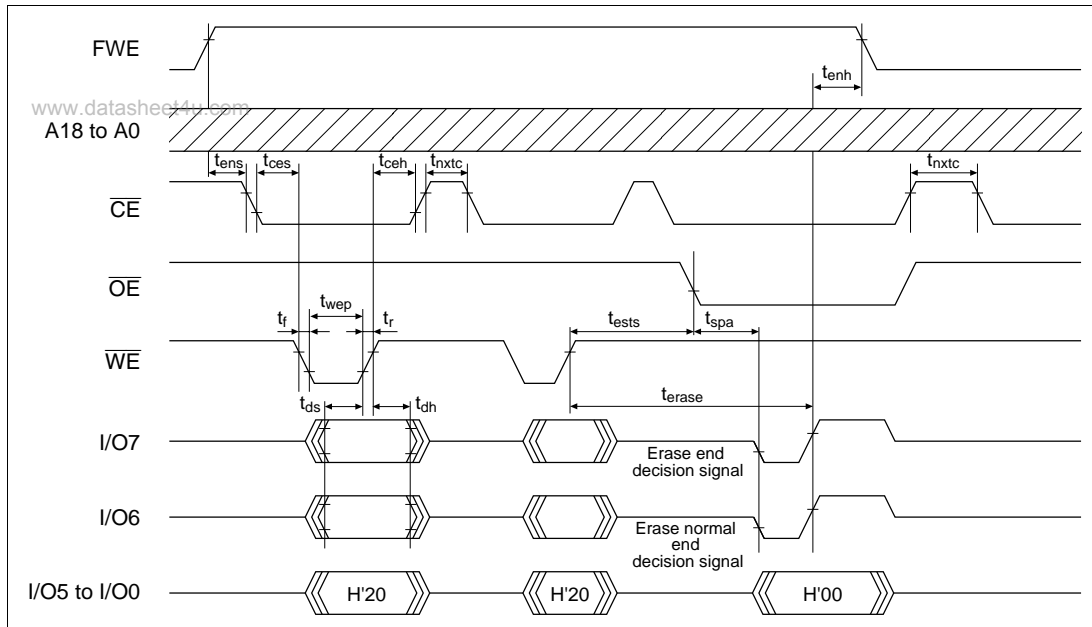 FWE
tenh
www.datasheet4u.com
A18 to A0
tens tces tceh tnxtc tnxtc
CE
OE
twep
tests tspa
tf tr
WE
terase
tds tdh
I/O7
Erase end
decision signal
I/O6
Erase normal
end
decision signal
I/O5 to I/O0 H'20 H'20 H'00